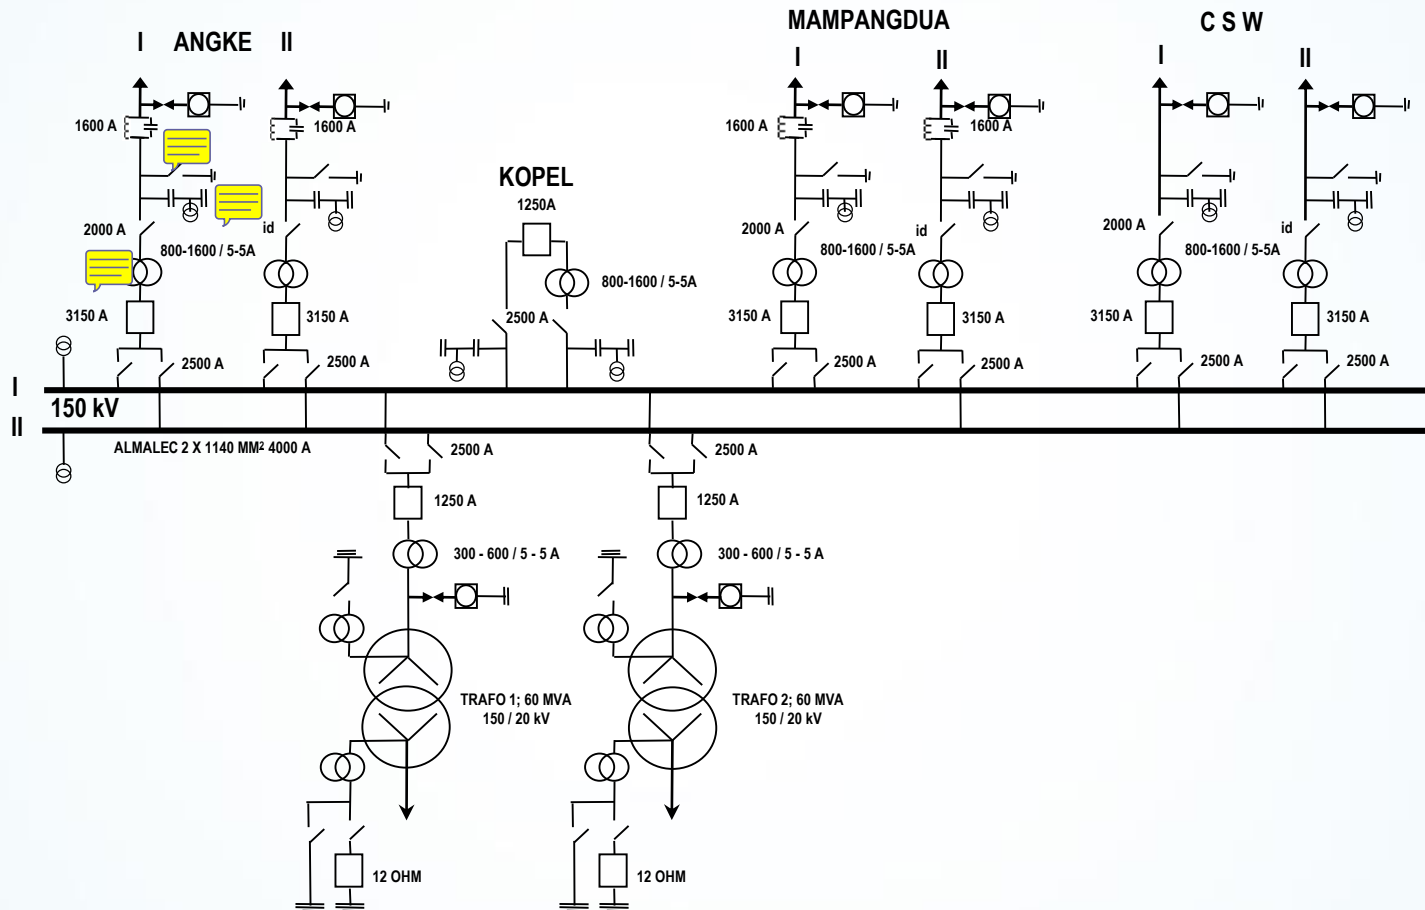 MAMPANGDUA
C S W
I ANGKE II
I
II
I
II
1600 A
1600 A
1600 A
1600 A
KOPEL
1250A
2000 A
id
2000 A
id
2000 A
id
800-1600 / 5-5A
800-1600 / 5-5A
800-1600 / 5-5A
800-1600 / 5-5A
3150 A
3150 A
2500 A
3150 A
3150 A
3150 A
3150 A
2500 A
2500 A
2500 A
2500 A
2500 A
2500 A
I
150 kV
II
ALMALEC 2 X 1140 MM² 4000 A
2500 A
2500 A
1250 A
1250 A
300 - 600 / 5 - 5 A
300 - 600 / 5 - 5 A
TRAFO 1; 60 MVA
150 / 20 kV
TRAFO 2; 60 MVA
150 / 20 kV
12 OHM
12 OHM